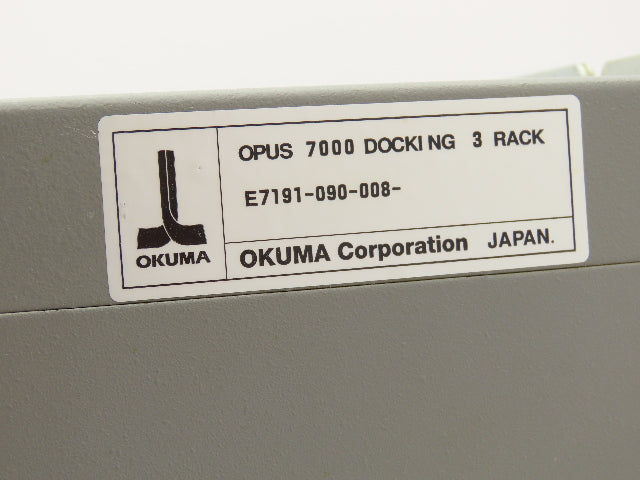 OPUS 7000 DOCKING 3 RACK
E7191-090-008-
OKUMA
OKUMA Corporation JAPAN.